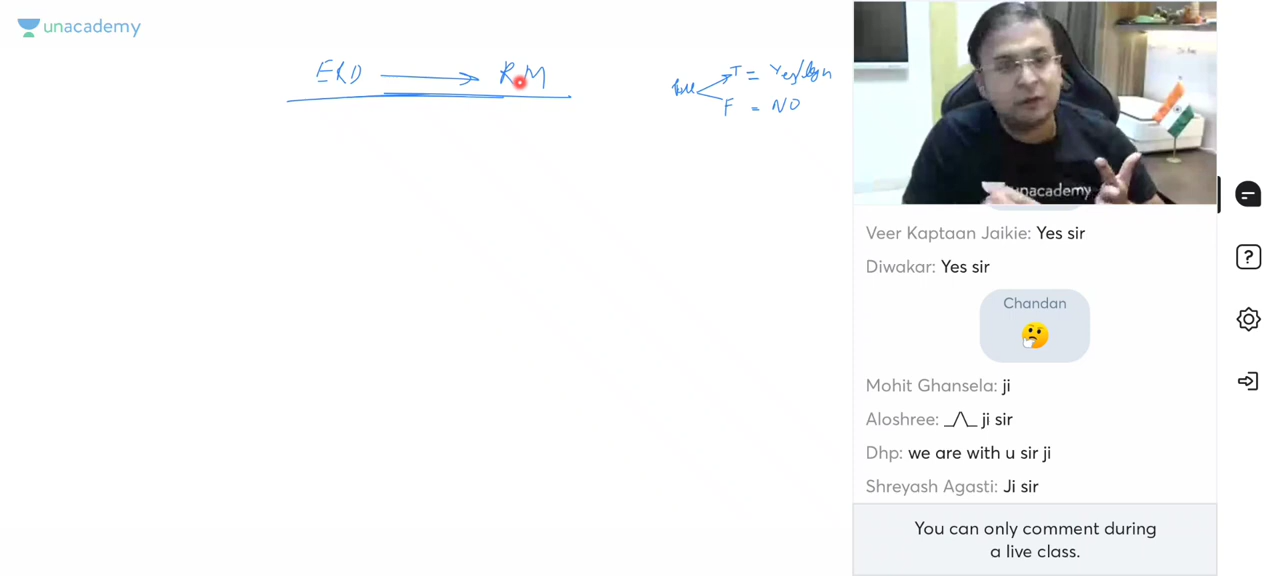 unacademy
ERD → RM
T = Yes/
F = NO
unacademy
Veer Kaptaan Jaikie: Yes sir
Diwakar: Yes sir
Chandan
🤔
Mohit Ghansela: ji
Aloshree: _/\_ ji sir
Dhp: we are with u sir ji
Shreyash Agasti: Ji sir
You can only comment during
a live class.